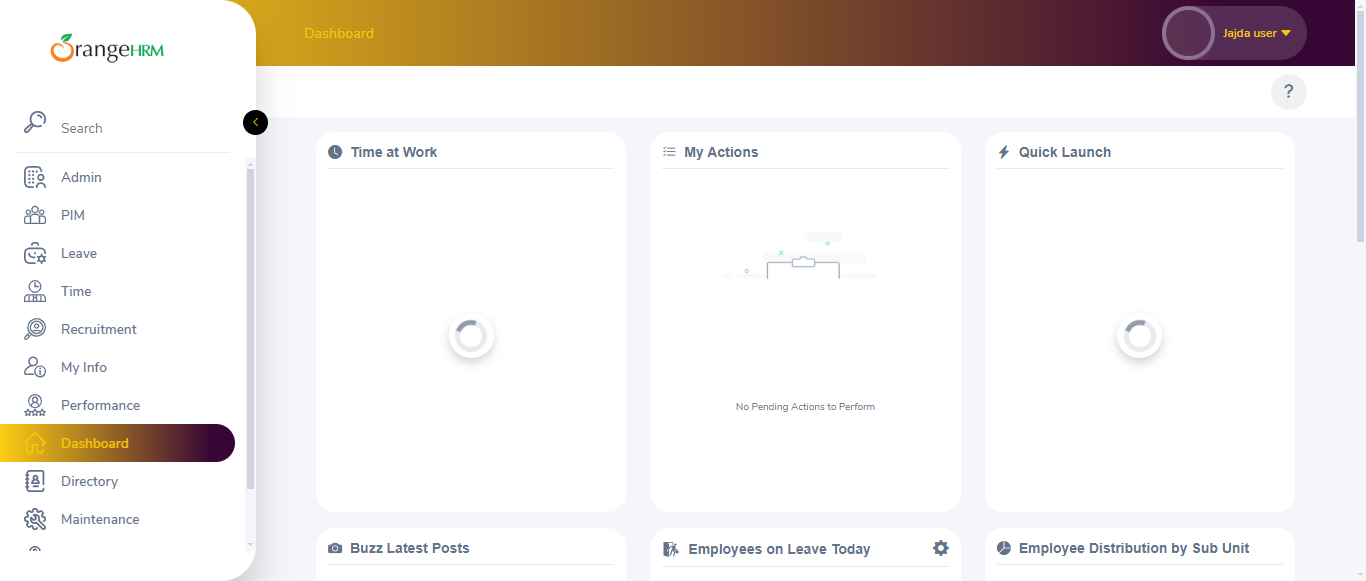 OrangeHRM
Dashboard
Jajda user
Search
?
Admin
PIM
Leave
Time
Recruitment
My Info
Performance
Dashboard
Directory
Maintenance
Time at Work
My Actions
Quick Launch
No Pending Actions to Perform
Buzz Latest Posts
Employees on Leave Today
Employee Distribution by Sub Unit